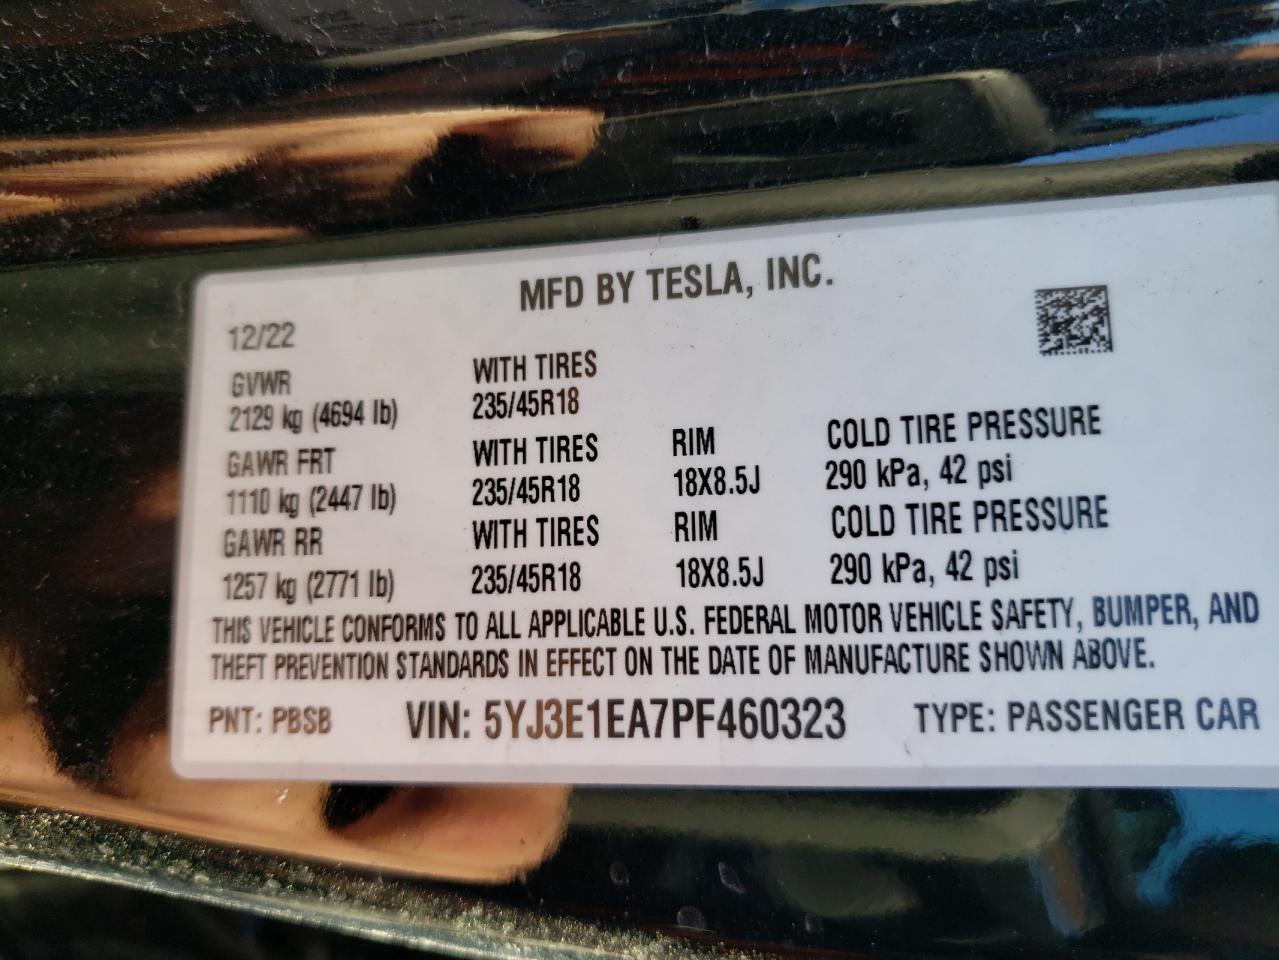 MFD BY TESLA, INC.
12/22
GVWR WITH TIRES
2129 kg (4694 lb) 235/45R18
GAWR FRT WITH TIRES RIM COLD TIRE PRESSURE
1110 kg (2447 lb) 235/45R18 18X8.5J 290 kPa, 42 psi
GAWR RR WITH TIRES RIM COLD TIRE PRESSURE
1257 kg (2771 lb) 235/45R18 18X8.5J 290 kPa, 42 psi
THIS VEHICLE CONFORMS TO ALL APPLICABLE U.S. FEDERAL MOTOR VEHICLE SAFETY, BUMPER, AND
THEFT PREVENTION STANDARDS IN EFFECT ON THE DATE OF MANUFACTURE SHOWN ABOVE.
PNT: PBSB VIN: 5YJ3E1EA7PF460323 TYPE: PASSENGER CAR